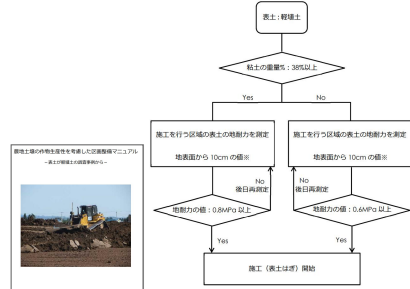 表土：軽埴土
粘土の重量%：38%以上
Yes
No
施工を行う区域の表土の地耐力を測定
地表面から 10cm の値※
施工を行う区域の表土の地耐力を測定
地表面から 10cm の値※
No
後日再測定
No
後日再測定
地耐力の値：0.8MPa 以上
地耐力の値：0.6MPa 以上
Yes
Yes
施工（表土はぎ）開始
農地土壌の作物生産性を考慮した区画整備マニュアル
－表土が軽埴土の調査事例から－